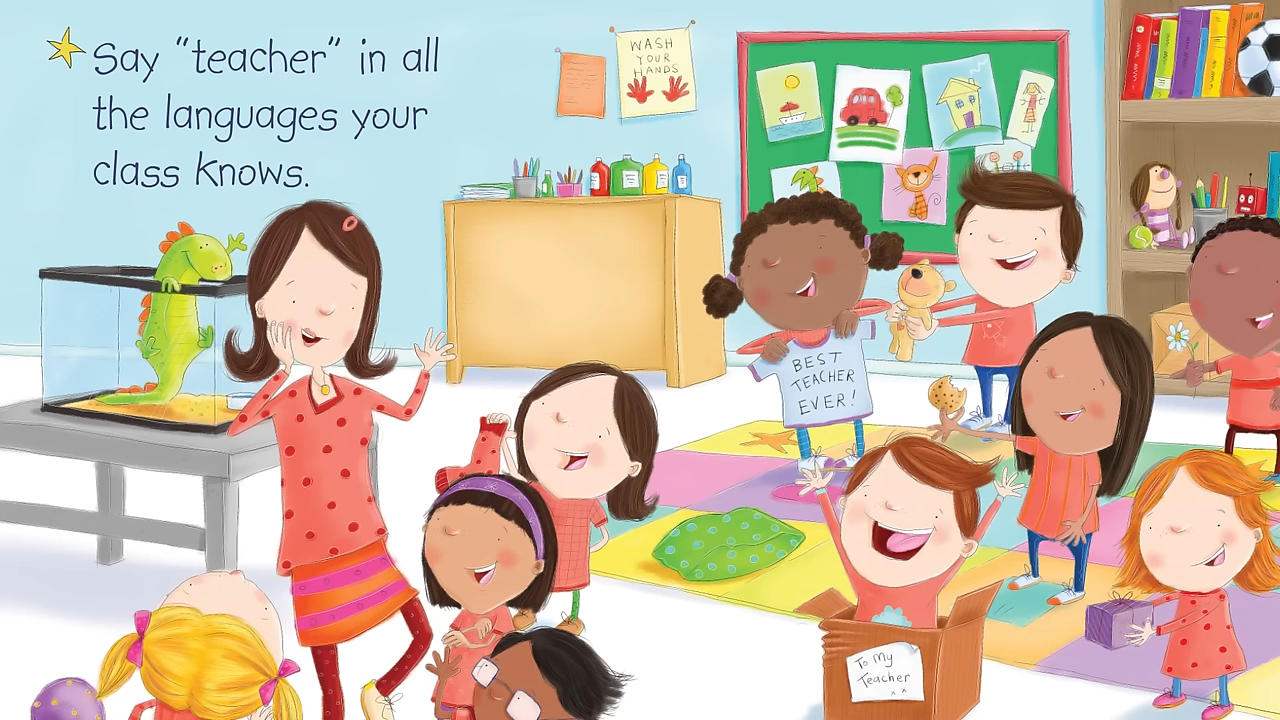 Say "teacher" in all
the languages your
class knows.
WASH
YOUR
HANDS
BEST
TEACHER
EVER!
To My
Teacher
x x